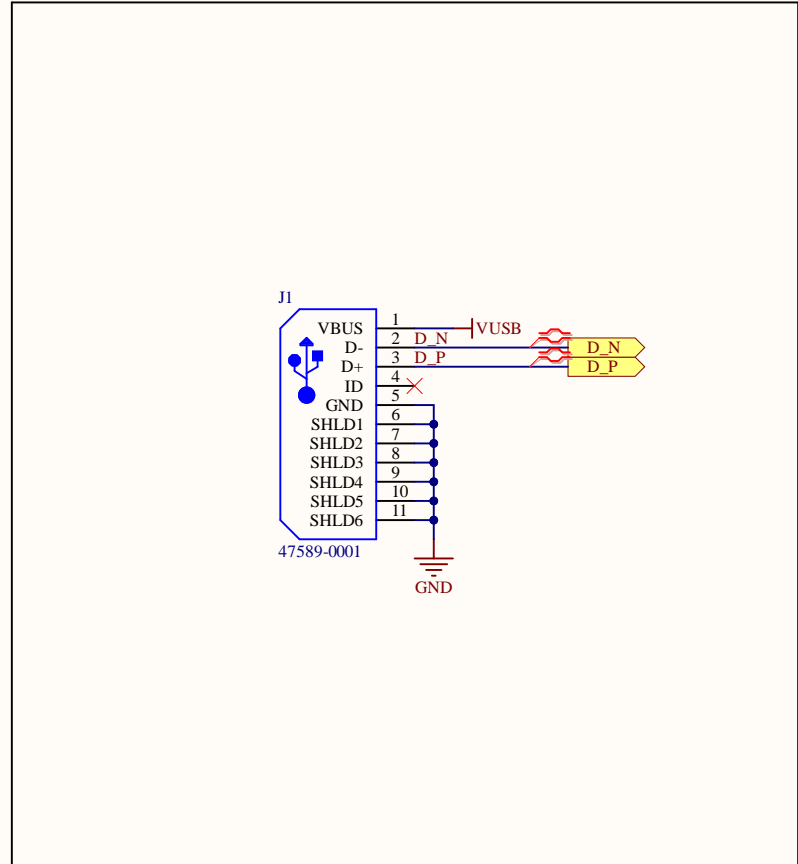 J1
VBUS 1 VUSB
D- 2 D_N D_N
D+ 3 D_P D_P
ID 4
GND 5
SHLD1 6
SHLD2 7
SHLD3 8
SHLD4 9
SHLD5 10
SHLD6 11
47589-0001
GND